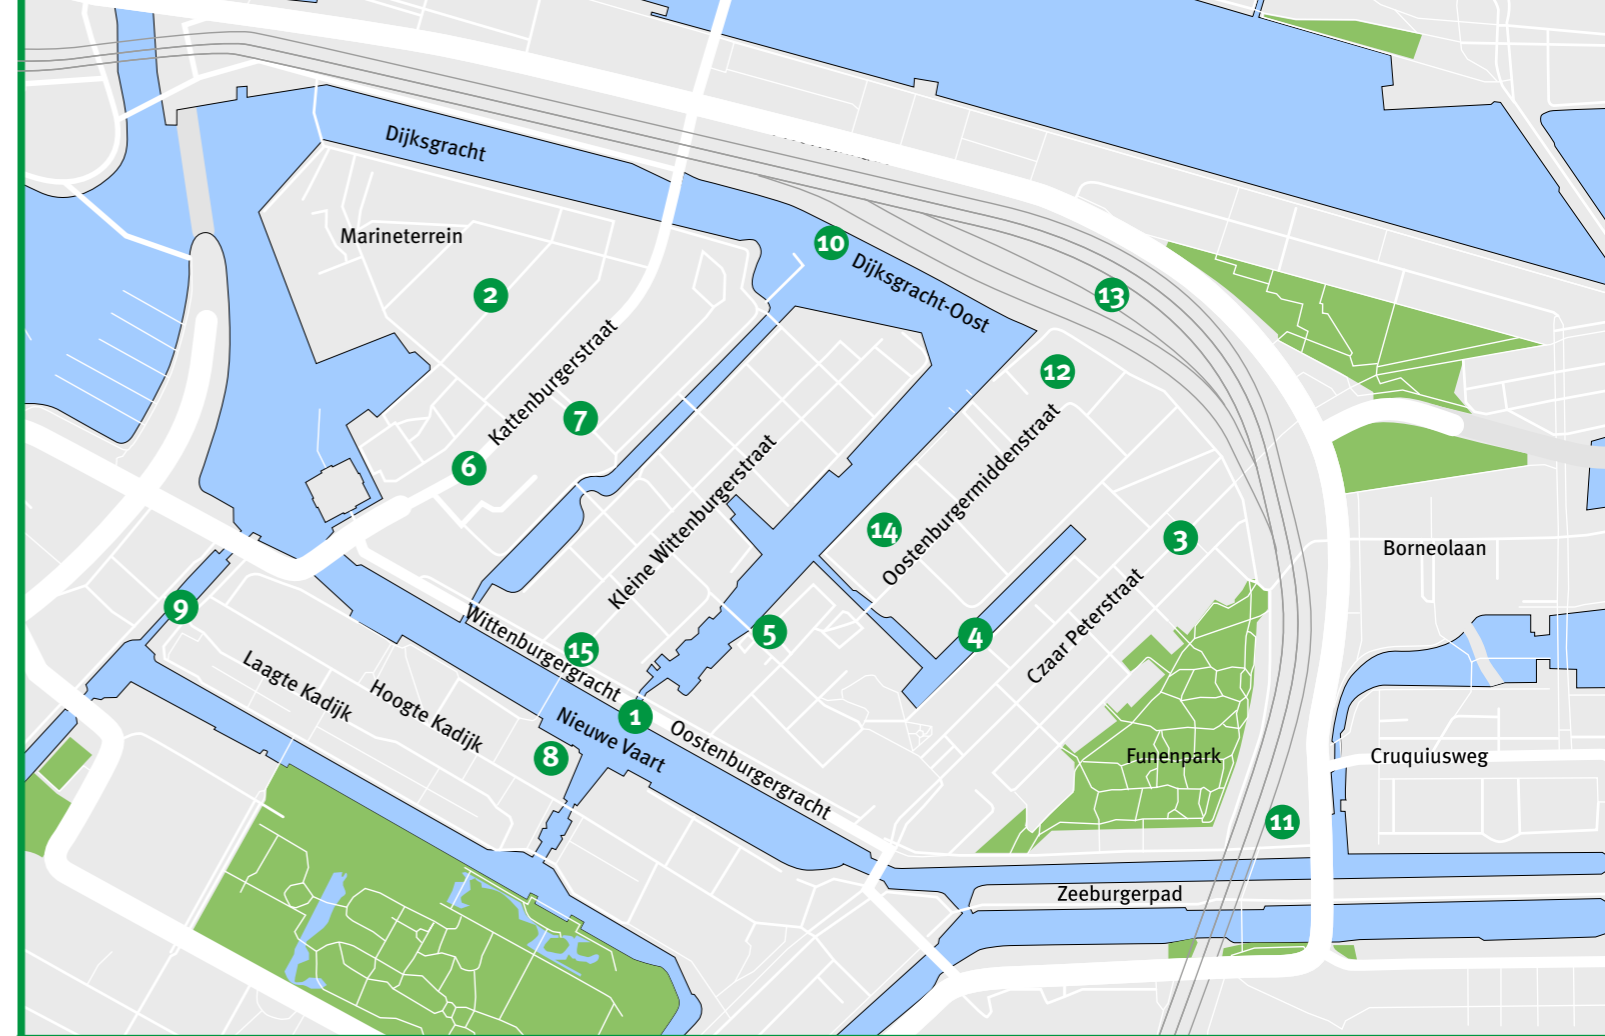 Dijksgracht
Marineterrein
10
Dijksgracht-Oost
2
13
Kattenburgerstraat
12
7
6
Kleine Wittenburgerstraat
Oostenburgermiddenstraat
14
3
Borneolaan
9
Wittenburgergracht
15
5
4
Czaar Peterstraat
Laagte Kadijk
Hoogte Kadijk
1
Nieuwe Vaart
Oostenburgergracht
8
Funenpark
Cruquiusweg
11
Zeeburgerpad